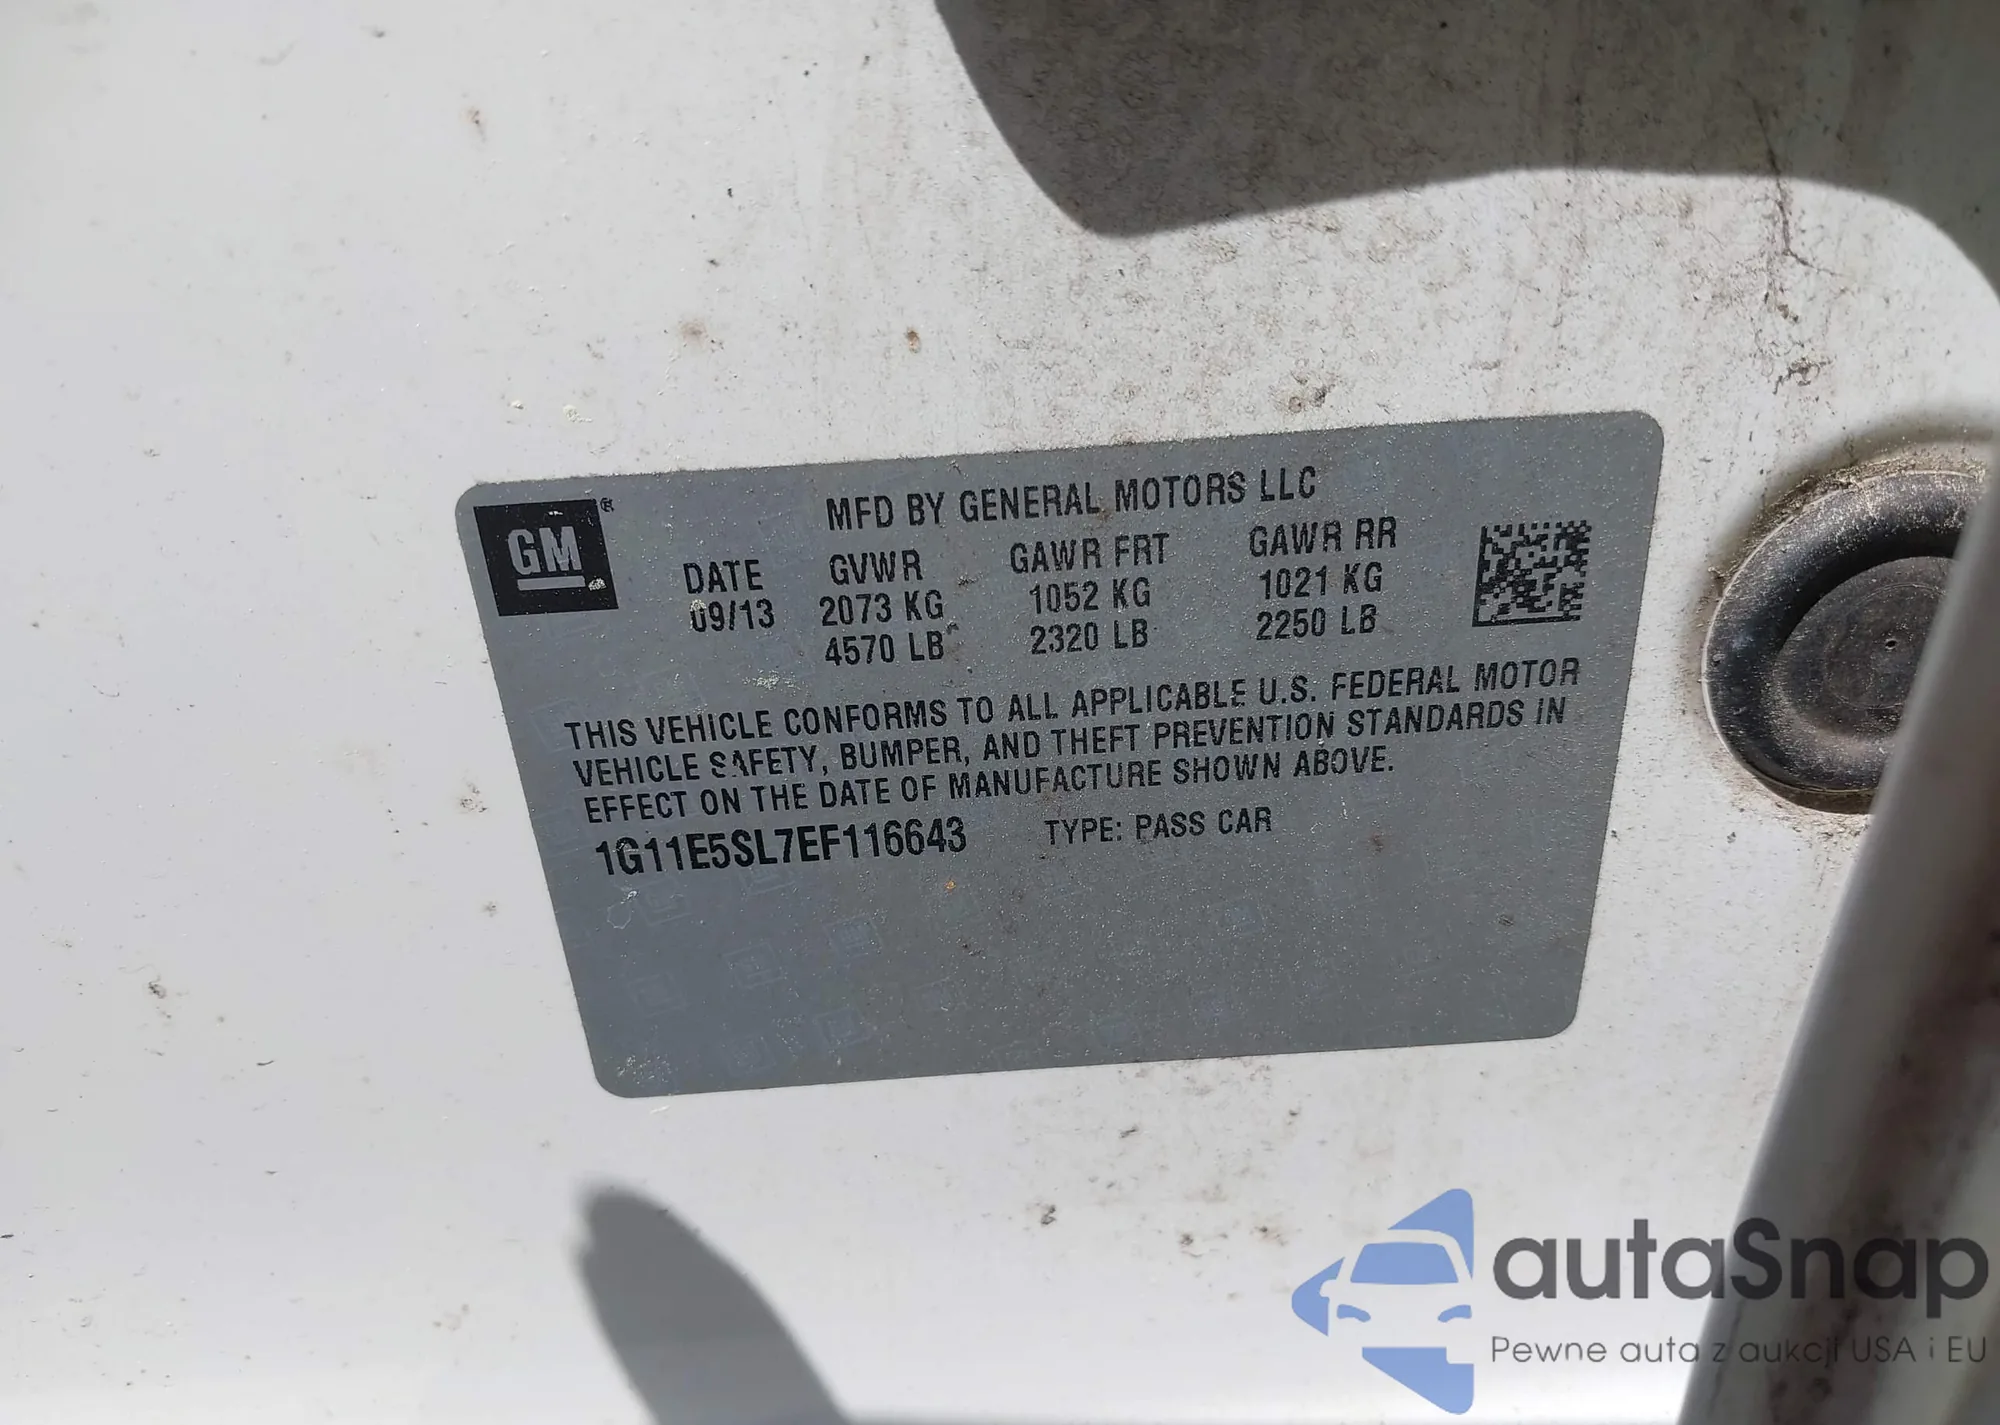 GM®
MFD BY GENERAL MOTORS LLC
DATE GVWR GAWR FRT GAWR RR
09/13 2073 KG 1052 KG 1021 KG
4570 LB 2320 LB 2250 LB
THIS VEHICLE CONFORMS TO ALL APPLICABLE U.S. FEDERAL MOTOR
VEHICLE SAFETY, BUMPER, AND THEFT PREVENTION STANDARDS IN
EFFECT ON THE DATE OF MANUFACTURE SHOWN ABOVE.
1G11E5SL7EF116643 TYPE: PASS CAR
autaSnap
Pewne auta z aukcji USA i EU